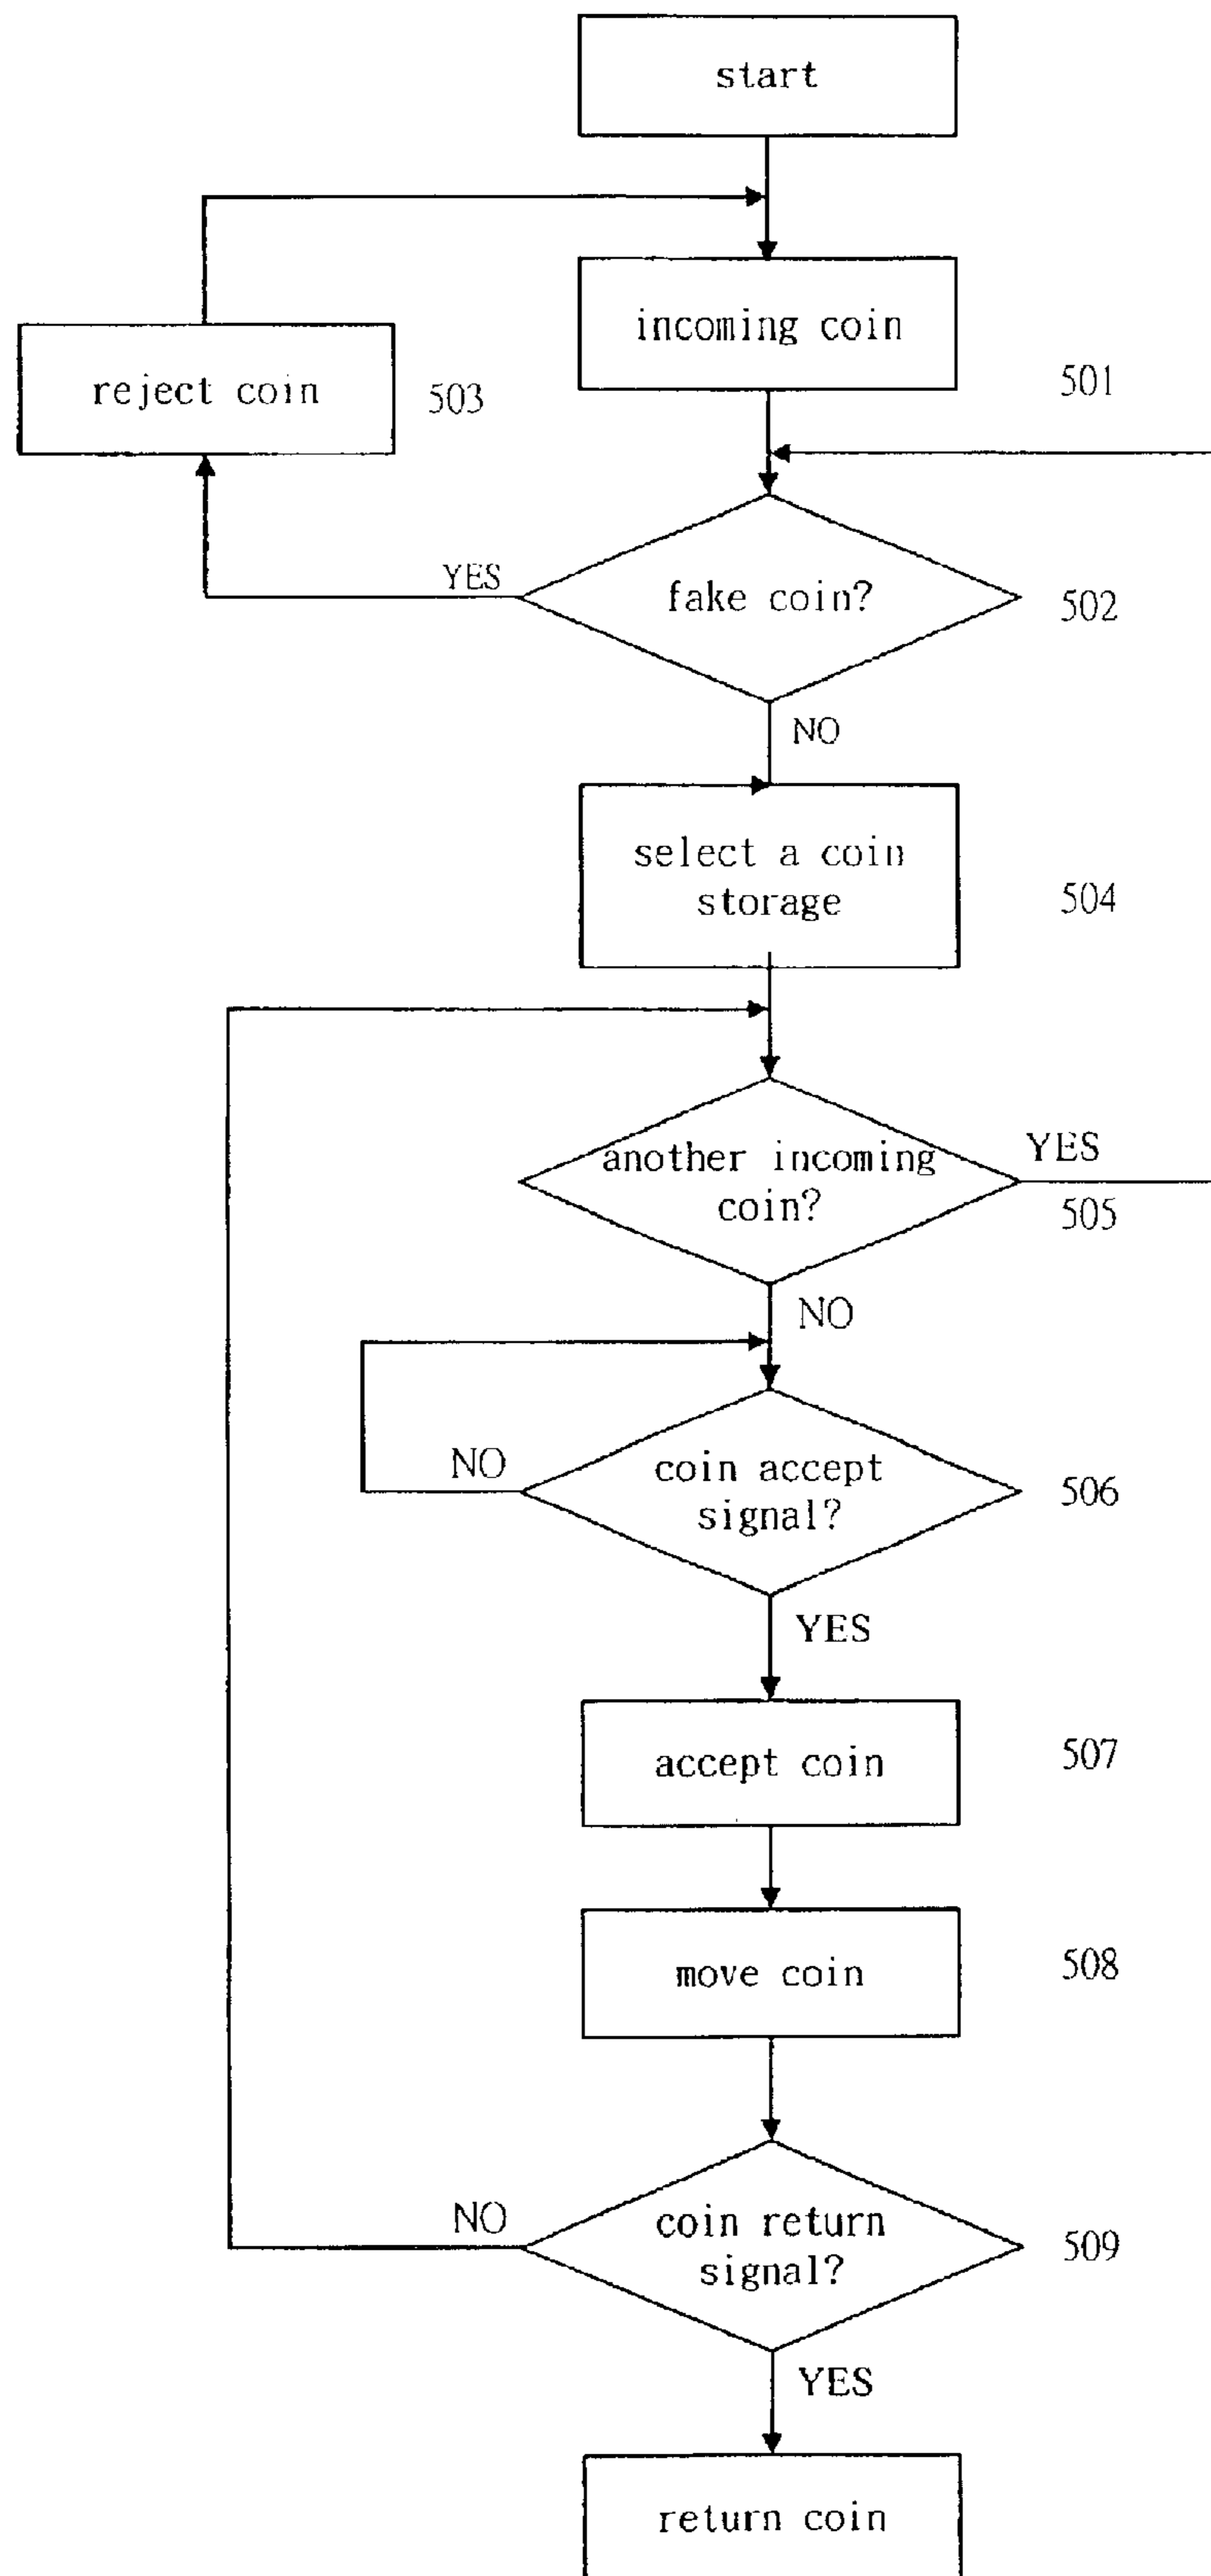 start
incoming coin
501
reject coin
503
YES
fake coin?
502
NO
select a coin
storage
504
another incoming
coin?
YES
505
NO
NO
coin accept
signal?
506
YES
accept coin
507
move coin
508
NO
coin return
signal?
509
YES
return coin